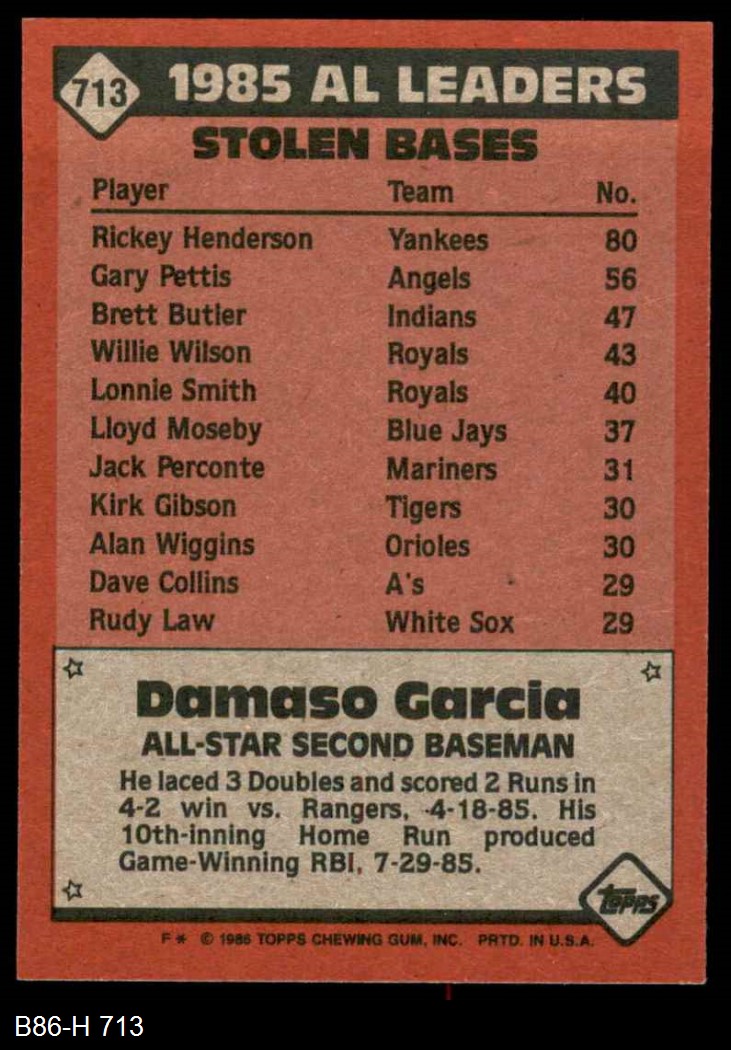 713 1985 AL LEADERS
STOLEN BASES
Player Team No.
Rickey Henderson Yankees 80
Gary Pettis Angels 56
Brett Butler Indians 47
Willie Wilson Royals 43
Lonnie Smith Royals 40
Lloyd Moseby Blue Jays 37
Jack Perconte Mariners 31
Kirk Gibson Tigers 30
Alan Wiggins Orioles 30
Dave Collins A's 29
Rudy Law White Sox 29
Damaso Garcia
ALL-STAR SECOND BASEMAN
He laced 3 Doubles and scored 2 Runs in
4-2 win vs. Rangers, 4-18-85. His
10th-inning Home Run produced
Game-Winning RBI, 7-29-85.
TOPPS
F* © 1986 TOPPS CHEWING GUM, INC. PRTD. IN U.S.A.
B86-H 713